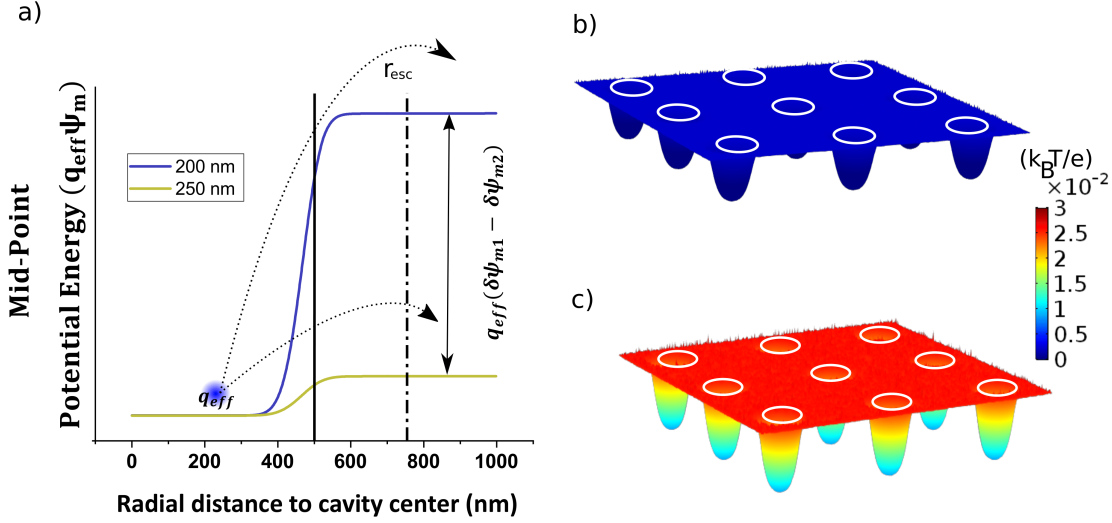 a)
Mid-Point
Potential Energy (q_eff ψ_m)
200 nm
250 nm
r_esc
q_eff
q_eff(δψ_m1 − δψ_m2)
0 200 400 600 800 1000
Radial distance to cavity center (nm)
b)
(k_B T/e)
×10⁻²
3
2.5
2
1.5
1
0.5
0
c)